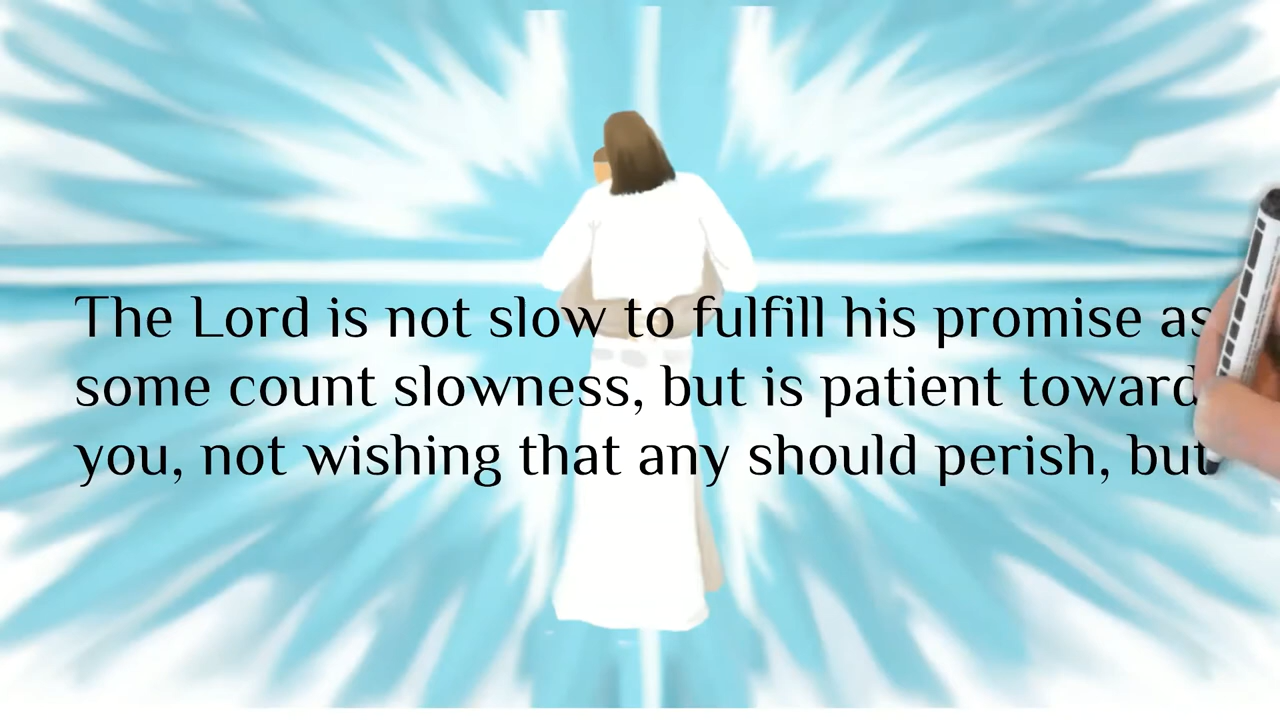 The Lord is not slow to fulfill his promise as
some count slowness, but is patient toward
you, not wishing that any should perish, but